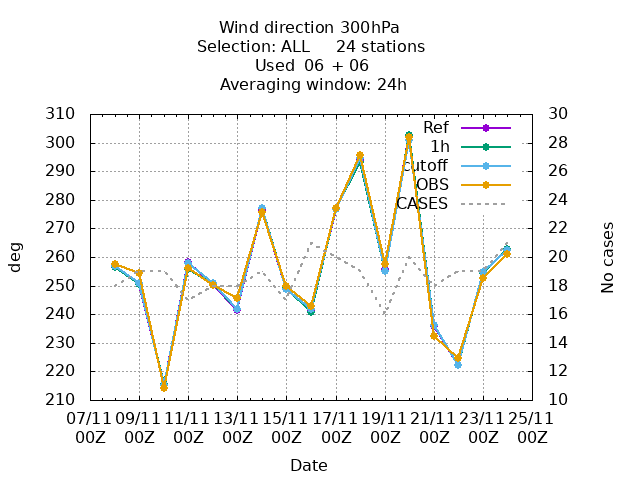 Wind direction 300hPa
Selection: ALL 24 stations
Used 06 + 06
Averaging window: 24h
310
300
290
280
270
260
250
240
230
220
210
deg
30
28
26
24
22
20
18
16
14
12
10
No cases
Ref
1h
cutoff
OBS
CASES
07/11 09/11 11/11 13/11 15/11 17/11 19/11 21/11 23/11 25/11
00Z 00Z 00Z 00Z 00Z 00Z 00Z 00Z 00Z 00Z
Date